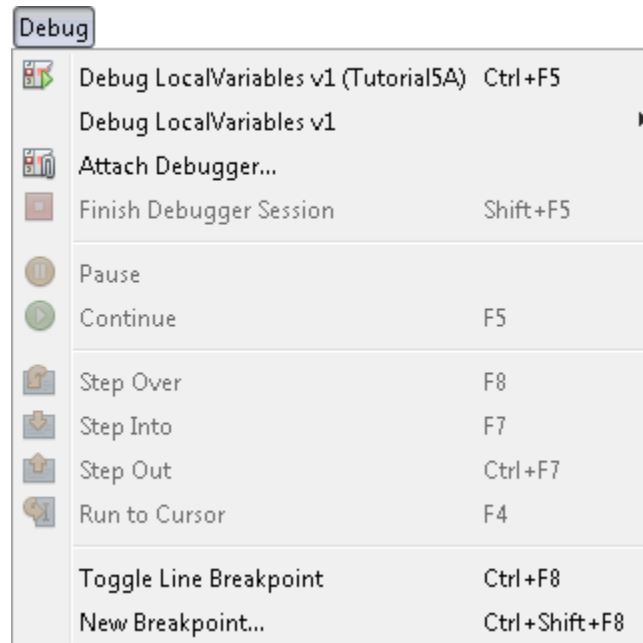 Debug
Debug LocalVariables v1 (Tutorial5A) Ctrl+F5
Debug LocalVariables v1
Attach Debugger...
Finish Debugger Session Shift+F5
Pause
Continue F5
Step Over F8
Step Into F7
Step Out Ctrl+F7
Run to Cursor F4
Toggle Line Breakpoint Ctrl+F8
New Breakpoint... Ctrl+Shift+F8